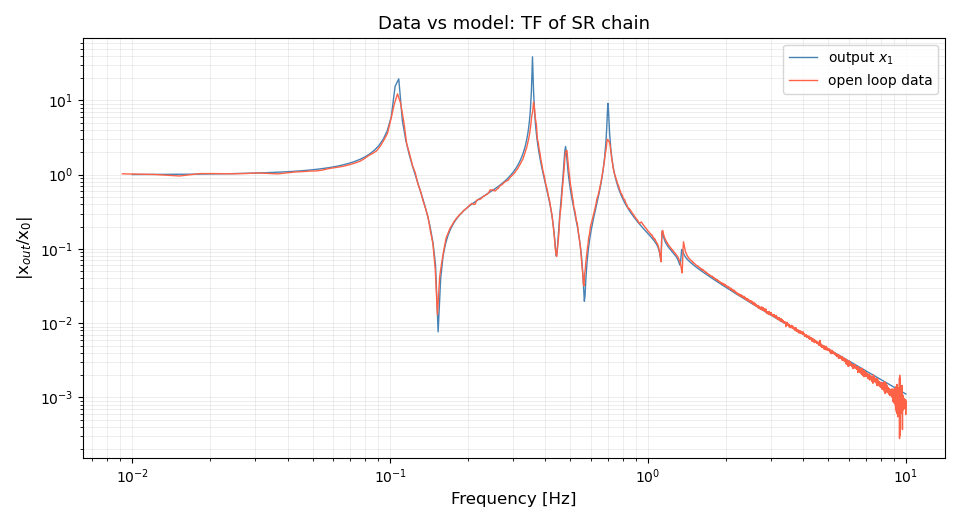 Data vs model: TF of SR chain
output x₁
open loop data
|x_out/x₀|
10¹
10⁰
10⁻¹
10⁻²
10⁻³
10⁻² 10⁻¹ 10⁰ 10¹
Frequency [Hz]